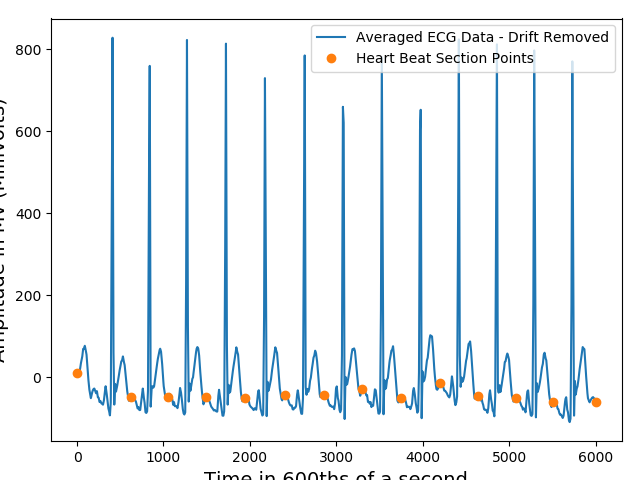 Averaged ECG Data - Drift Removed
Heart Beat Section Points
800
600
400
200
0
Amplitude in MV (Millivolts)
0 1000 2000 3000 4000 5000 6000
Time in 600ths of a second